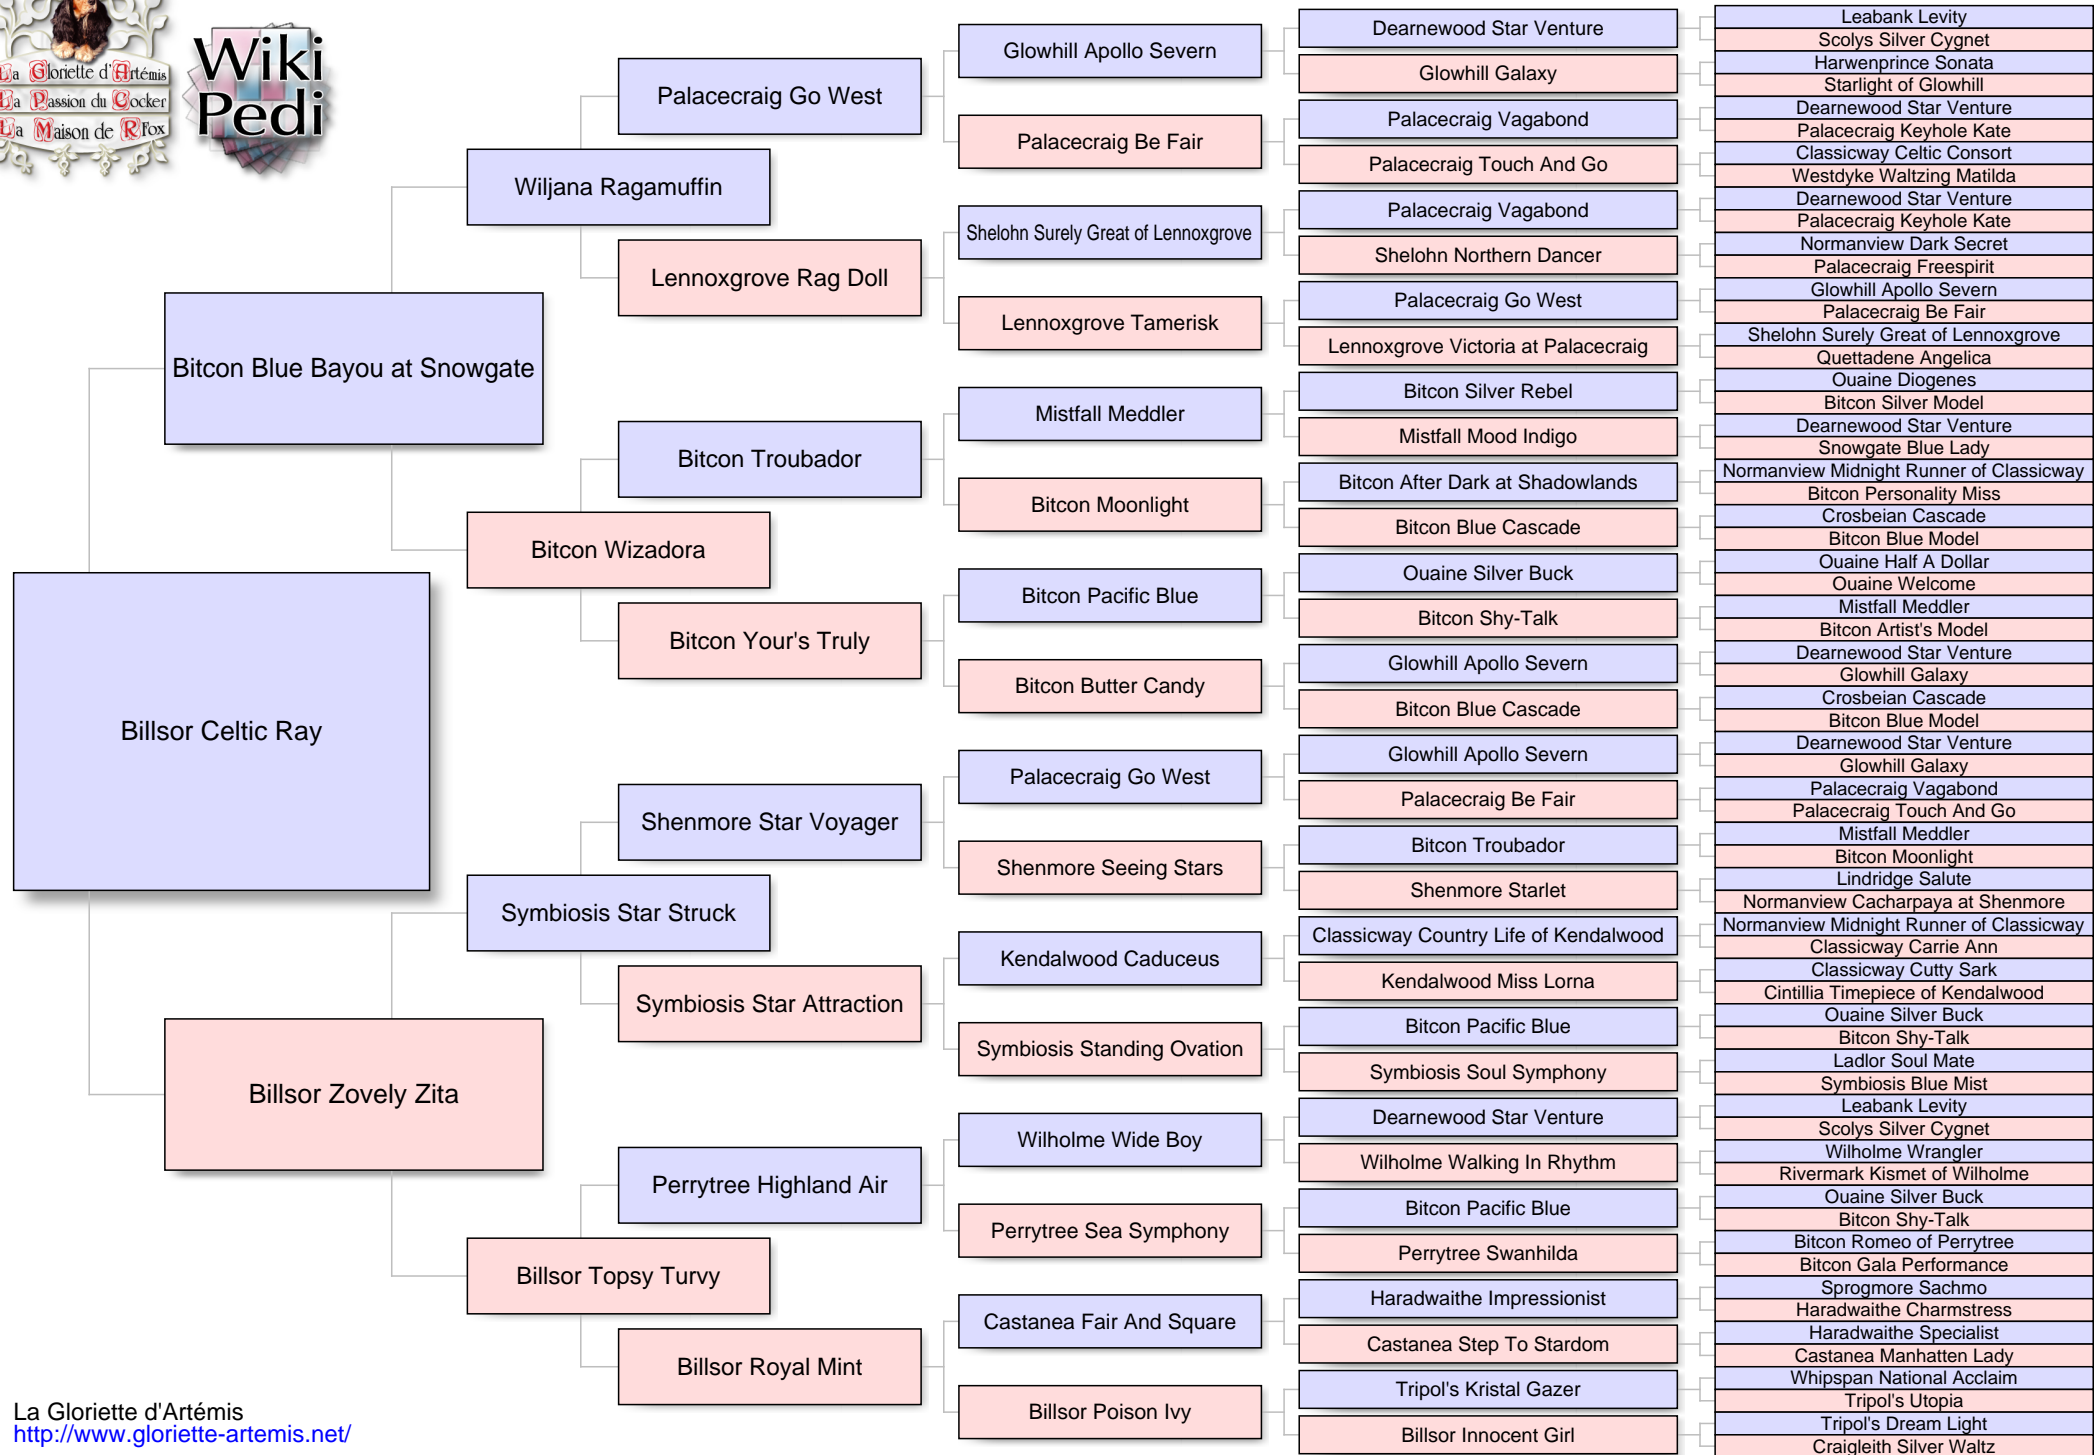 La Gloriette d'Artémis
La Passion du Cocker
La Maison de R'Fox
Wiki
Pedi
Billsor Celtic Ray
Bitcon Blue Bayou at Snowgate
Billsor Zovely Zita
Wiljana Ragamuffin
Bitcon Wizadora
Symbiosis Star Struck
Billsor Topsy Turvy
Palacecraig Go West
Lennoxgrove Rag Doll
Bitcon Troubador
Bitcon Your's Truly
Shenmore Star Voyager
Symbiosis Star Attraction
Perrytree Highland Air
Billsor Royal Mint
Glowhill Apollo Severn
Palacecraig Be Fair
Shelohn Surely Great of Lennoxgrove
Lennoxgrove Tamerisk
Mistfall Meddler
Bitcon Moonlight
Bitcon Pacific Blue
Bitcon Butter Candy
Palacecraig Go West
Shenmore Seeing Stars
Kendalwood Caduceus
Symbiosis Standing Ovation
Wilholme Wide Boy
Perrytree Sea Symphony
Castanea Fair And Square
Billsor Poison Ivy
Dearnewood Star Venture
Glowhill Galaxy
Palacecraig Vagabond
Palacecraig Touch And Go
Palacecraig Vagabond
Shelohn Northern Dancer
Palacecraig Go West
Lennoxgrove Victoria at Palacecraig
Bitcon Silver Rebel
Mistfall Mood Indigo
Bitcon After Dark at Shadowlands
Bitcon Blue Cascade
Ouaine Silver Buck
Bitcon Shy-Talk
Glowhill Apollo Severn
Bitcon Blue Cascade
Glowhill Apollo Severn
Palacecraig Be Fair
Bitcon Troubador
Shenmore Starlet
Classicway Country Life of Kendalwood
Kendalwood Miss Lorna
Bitcon Pacific Blue
Symbiosis Soul Symphony
Dearnewood Star Venture
Wilholme Walking In Rhythm
Bitcon Pacific Blue
Perrytree Swanhilda
Haradwaithe Impressionist
Castanea Step To Stardom
Tripol's Kristal Gazer
Billsor Innocent Girl
Leabank Levity
Scolys Silver Cygnet
Harwenprince Sonata
Starlight of Glowhill
Dearnewood Star Venture
Palacecraig Keyhole Kate
Classicway Celtic Consort
Westdyke Waltzing Matilda
Dearnewood Star Venture
Palacecraig Keyhole Kate
Normanview Dark Secret
Palacecraig Freespirit
Glowhill Apollo Severn
Palacecraig Be Fair
Shelohn Surely Great of Lennoxgrove
Quettadene Angelica
Ouaine Diogenes
Bitcon Silver Model
Dearnewood Star Venture
Snowgate Blue Lady
Normanview Midnight Runner of Classicway
Bitcon Personality Miss
Crosbeian Cascade
Bitcon Blue Model
Ouaine Half A Dollar
Ouaine Welcome
Mistfall Meddler
Bitcon Artist's Model
Dearnewood Star Venture
Glowhill Galaxy
Crosbeian Cascade
Bitcon Blue Model
Dearnewood Star Venture
Glowhill Galaxy
Palacecraig Vagabond
Palacecraig Touch And Go
Mistfall Meddler
Bitcon Moonlight
Lindridge Salute
Normanview Cacharpaya at Shenmore
Normanview Midnight Runner of Classicway
Classicway Carrie Ann
Classicway Cutty Sark
Cintillia Timepiece of Kendalwood
Ouaine Silver Buck
Bitcon Shy-Talk
Ladlor Soul Mate
Symbiosis Blue Mist
Leabank Levity
Scolys Silver Cygnet
Wilholme Wrangler
Rivermark Kismet of Wilholme
Ouaine Silver Buck
Bitcon Shy-Talk
Bitcon Romeo of Perrytree
Bitcon Gala Performance
Sprogmore Sachmo
Haradwaithe Charmstress
Haradwaithe Specialist
Castanea Manhatten Lady
Whipspan National Acclaim
Tripol's Utopia
Tripol's Dream Light
Craigleith Silver Waltz
La Gloriette d'Artémis
http://www.gloriette-artemis.net/